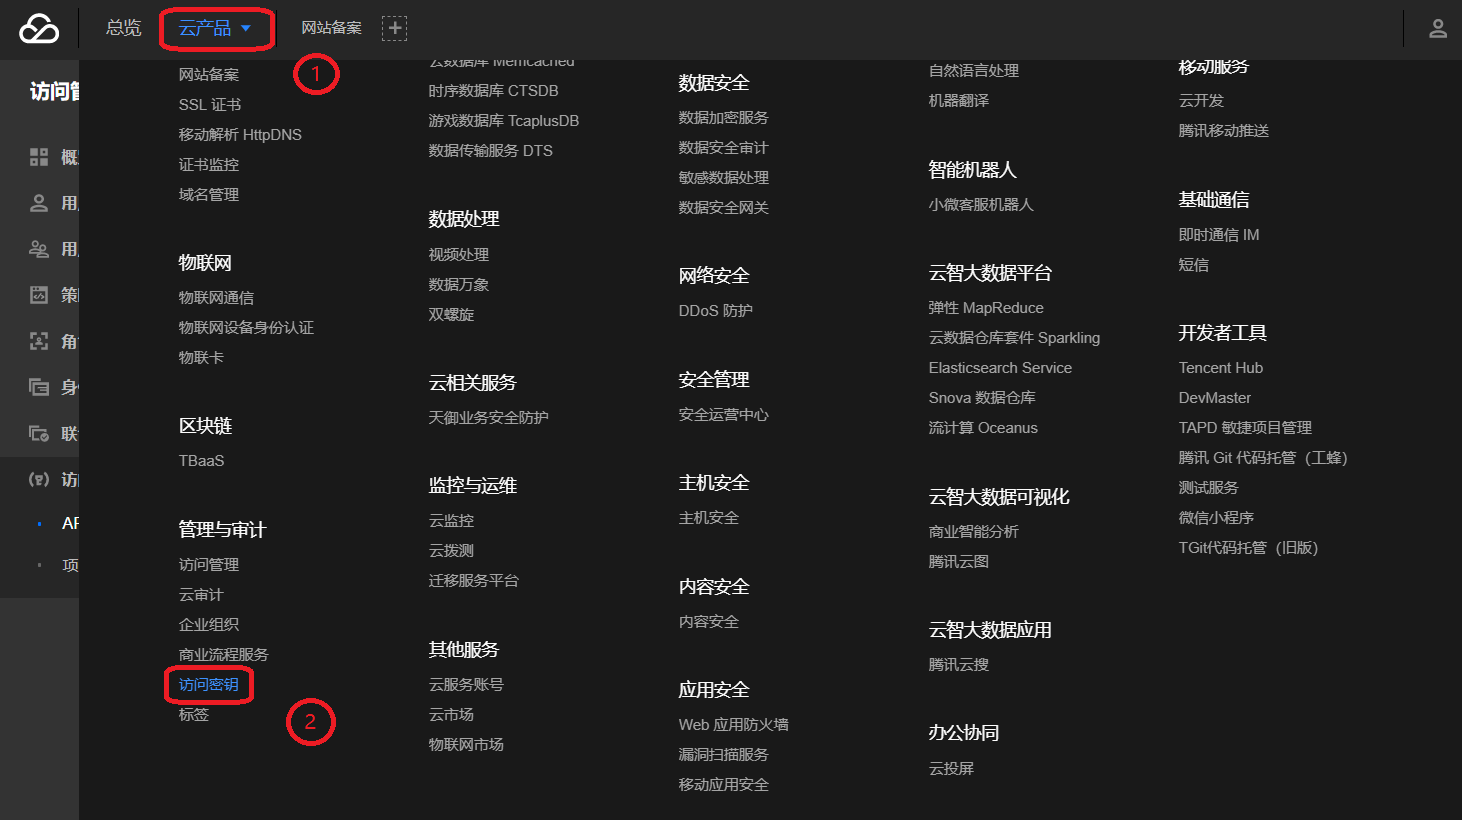 总览
云产品
网站备案
1
访问管
概
用
用
策
角
身
联
访
AP
项
网站备案
SSL 证书
移动解析 HttpDNS
证书监控
域名管理
物联网
物联网通信
物联网设备身份认证
物联卡
区块链
TBaaS
管理与审计
访问管理
云审计
企业组织
商业流程服务
访问密钥
标签
2
云数据库 Memcached
时序数据库 CTSDB
游戏数据库 TcaplusDB
数据传输服务 DTS
数据处理
视频处理
数据万象
双螺旋
云相关服务
天御业务安全防护
监控与运维
云监控
云拨测
迁移服务平台
其他服务
云服务账号
云市场
物联网市场
数据安全
数据加密服务
数据安全审计
敏感数据处理
数据安全网关
网络安全
DDoS 防护
安全管理
安全运营中心
主机安全
主机安全
内容安全
内容安全
应用安全
Web 应用防火墙
漏洞扫描服务
移动应用安全
自然语言处理
机器翻译
智能机器人
小微客服机器人
云智大数据平台
弹性 MapReduce
云数据仓库套件 Sparkling
Elasticsearch Service
Snova 数据仓库
流计算 Oceanus
云智大数据可视化
商业智能分析
腾讯云图
云智大数据应用
腾讯云搜
办公协同
云投屏
移动服务
云开发
腾讯移动推送
基础通信
即时通信 IM
短信
开发者工具
Tencent Hub
DevMaster
TAPD 敏捷项目管理
腾讯 Git 代码托管（工蜂）
测试服务
微信小程序
TGit代码托管（旧版）